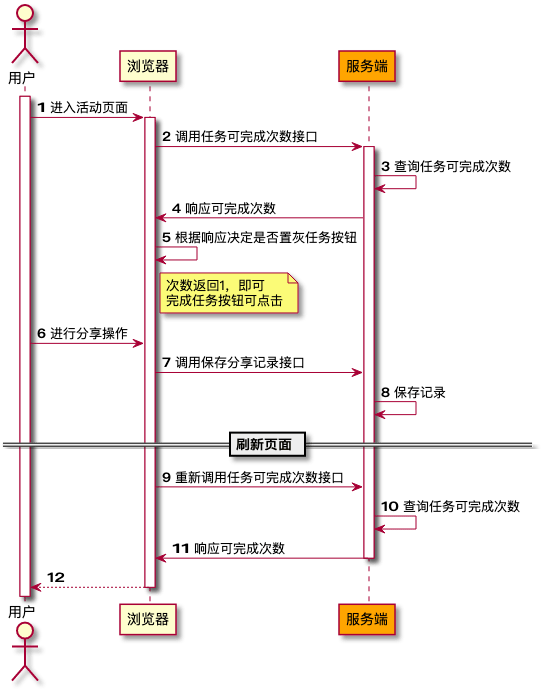 用户
浏览器
服务端
1 进入活动页面
2 调用任务可完成次数接口
3 查询任务可完成次数
4 响应可完成次数
5 根据响应决定是否置灰任务按钮
次数返回1，即可
完成任务按钮可点击
6 进行分享操作
7 调用保存分享记录接口
8 保存记录
刷新页面
9 重新调用任务可完成次数接口
10 查询任务可完成次数
11 响应可完成次数
12
用户
浏览器
服务端